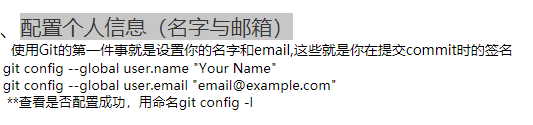 、配置个人信息（名字与邮箱）
使用Git的第一件事就是设置你的名字和email,这些就是你在提交commit时的签名
git config --global user.name "Your Name"
git config --global user.email "email@example.com"
**查看是否配置成功，用命名git config -l